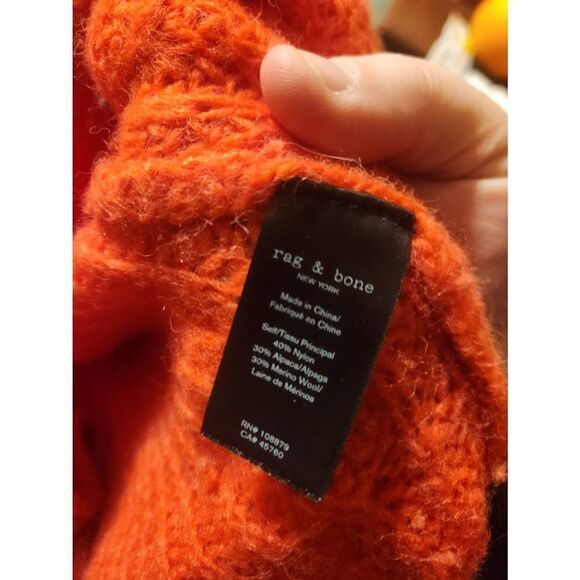 rag & bone
NEW YORK
Made in China/
Fabriqué en Chine
Self/Tissu Principal
40% Nylon
30% Alpaca/Alpaga
30% Merino Wool/
Laine de Mérinos
RN# 108879
CA# 45760